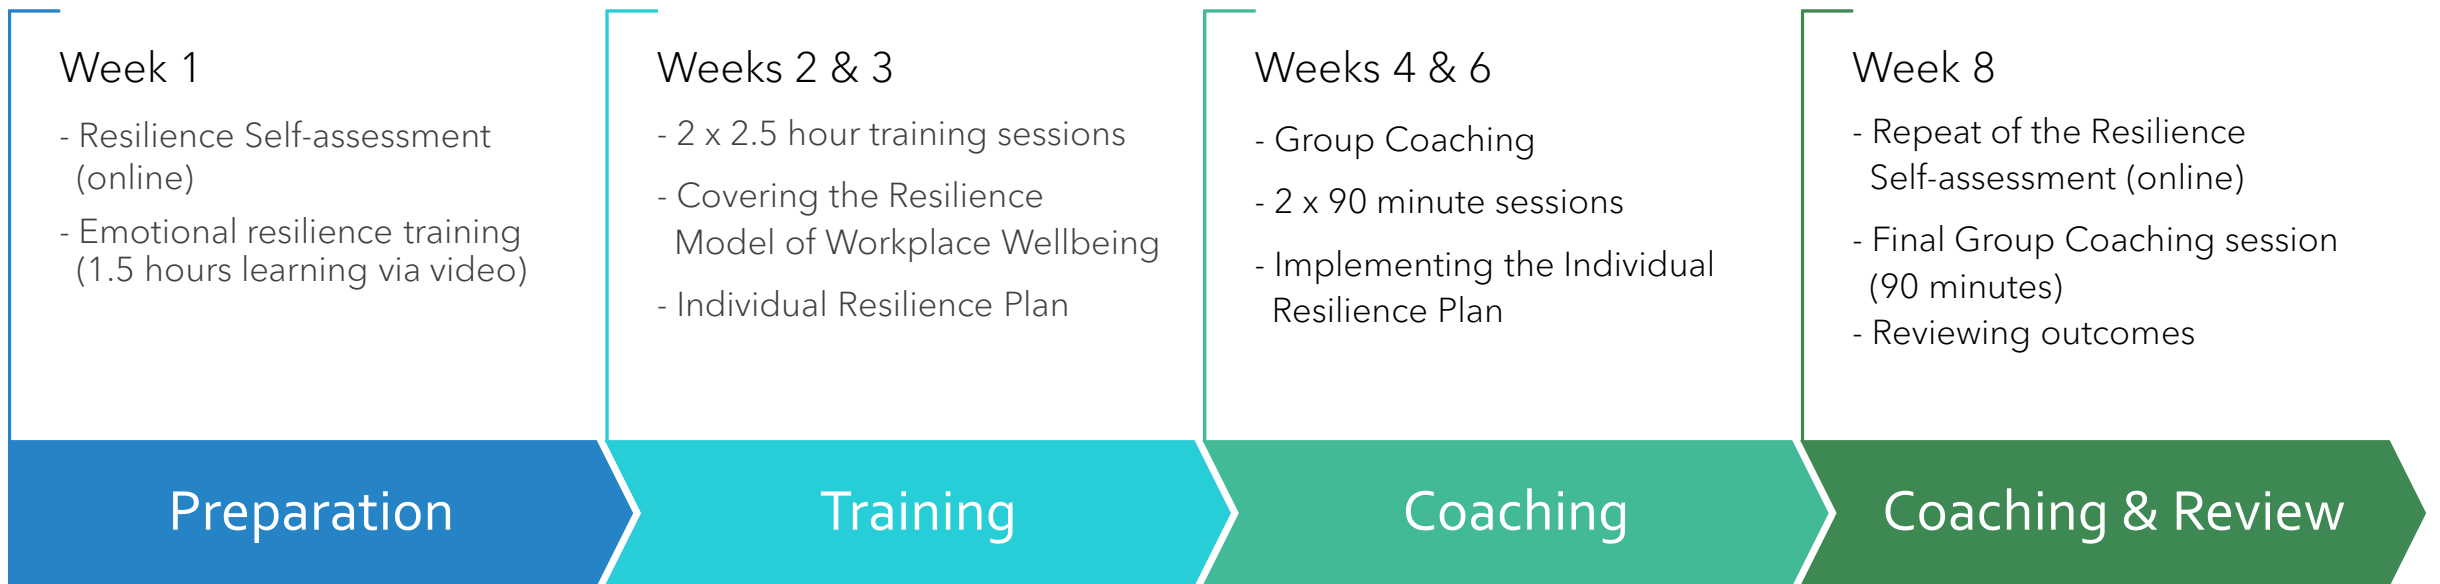 Week 1
- Resilience Self-assessment
(online)
- Emotional resilience training
(1.5 hours learning via video)
Preparation
Weeks 2 & 3
- 2 x 2.5 hour training sessions
- Covering the Resilience
Model of Workplace Wellbeing
- Individual Resilience Plan
Training
Weeks 4 & 6
- Group Coaching
- 2 x 90 minute sessions
- Implementing the Individual
Resilience Plan
Coaching
Week 8
- Repeat of the Resilience
Self-assessment (online)
- Final Group Coaching session
(90 minutes)
- Reviewing outcomes
Coaching & Review